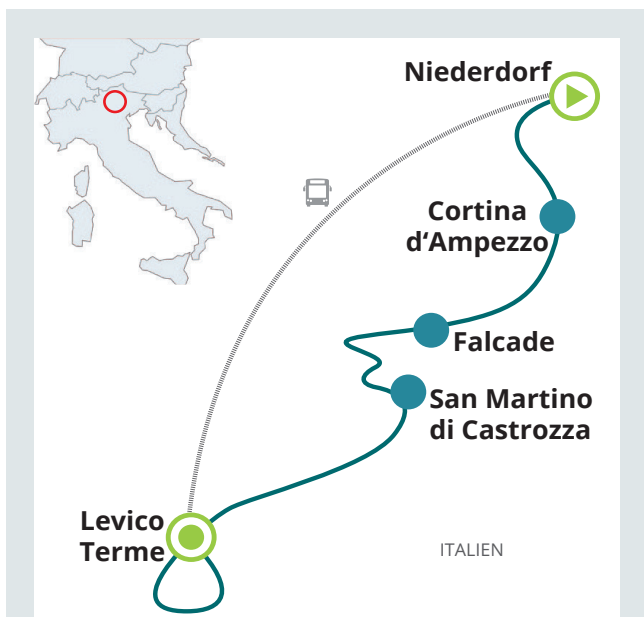 Niederdorf
Cortina
d‘Ampezzo
Falcade
San Martino
di Castrozza
Levico
Terme
ITALIEN